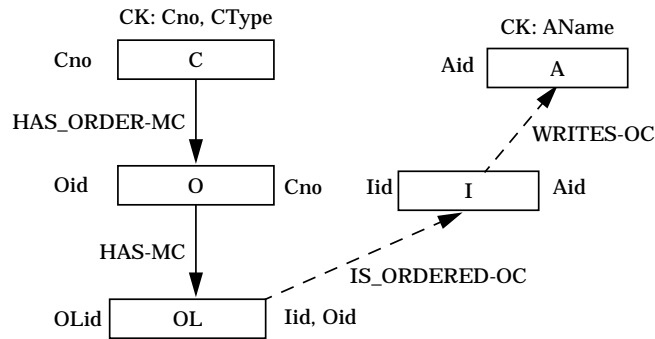 CK: Cno, CType
CK: AName
Cno
C
Aid
A
HAS_ORDER-MC
WRITES-OC
Oid
O
Cno
Iid
I
Aid
HAS-MC
IS_ORDERED-OC
OLid
OL
Iid, Oid